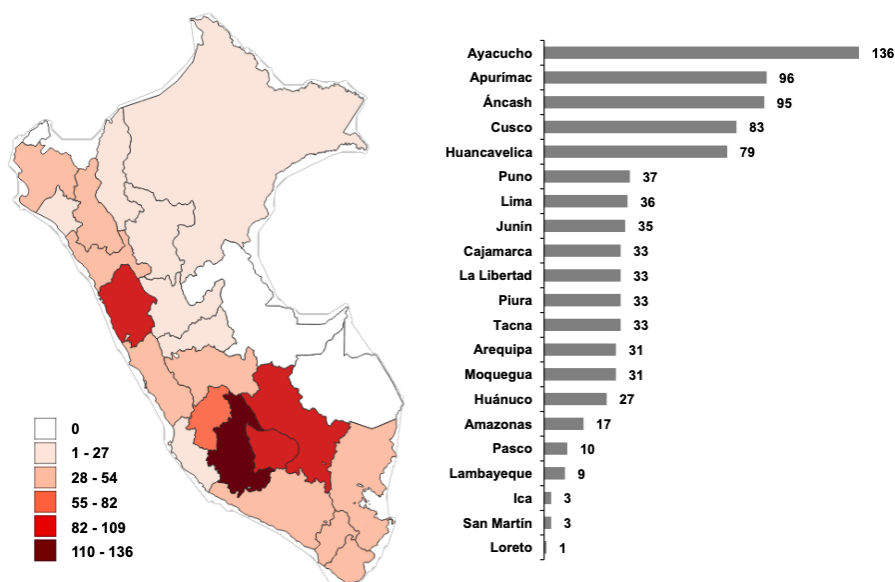 0
1 - 27
28 - 54
55 - 82
82 - 109
110 - 136
Ayacucho 136
Apurímac 96
Áncash 95
Cusco 83
Huancavelica 79
Puno 37
Lima 36
Junín 35
Cajamarca 33
La Libertad 33
Piura 33
Tacna 33
Arequipa 31
Moquegua 31
Huánuco 27
Amazonas 17
Pasco 10
Lambayeque 9
Ica 3
San Martín 3
Loreto 1